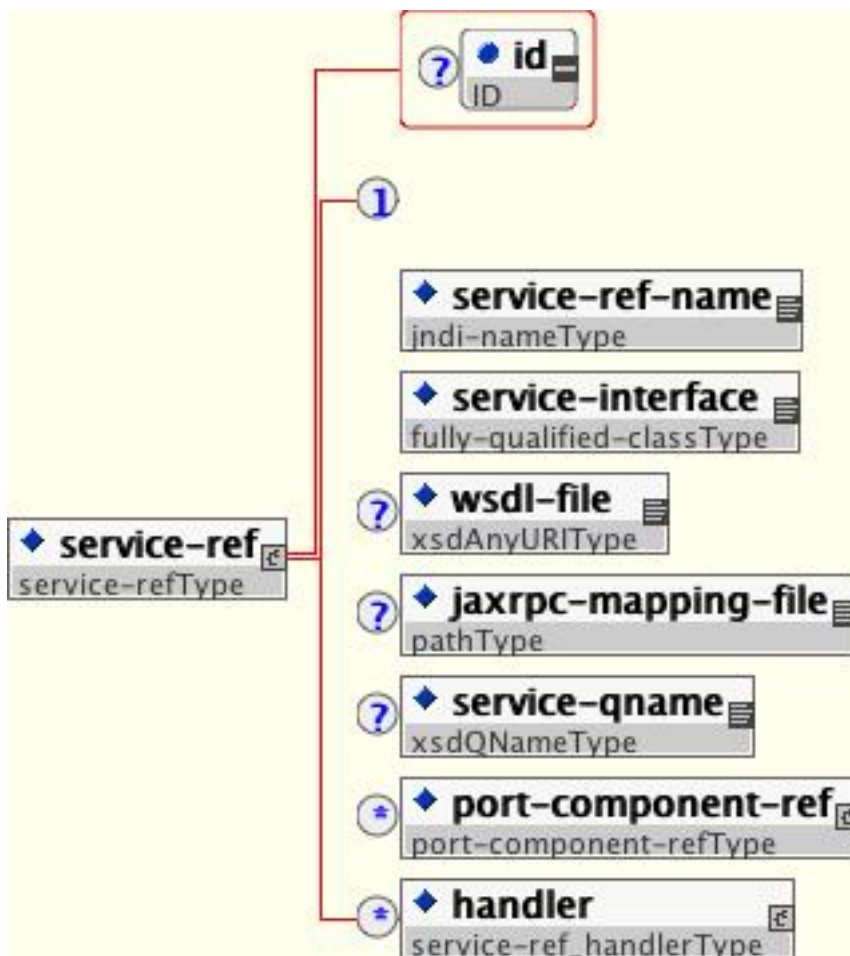 ? id
ID
1
service-ref-name
jndi-nameType
service-interface
fully-qualified-classType
? wsdl-file
xsdAnyURIType
service-ref
service-refType
? jaxrpc-mapping-file
pathType
? service-qname
xsdQNameType
* port-component-ref
port-component-refType
* handler
service-ref_handlerType